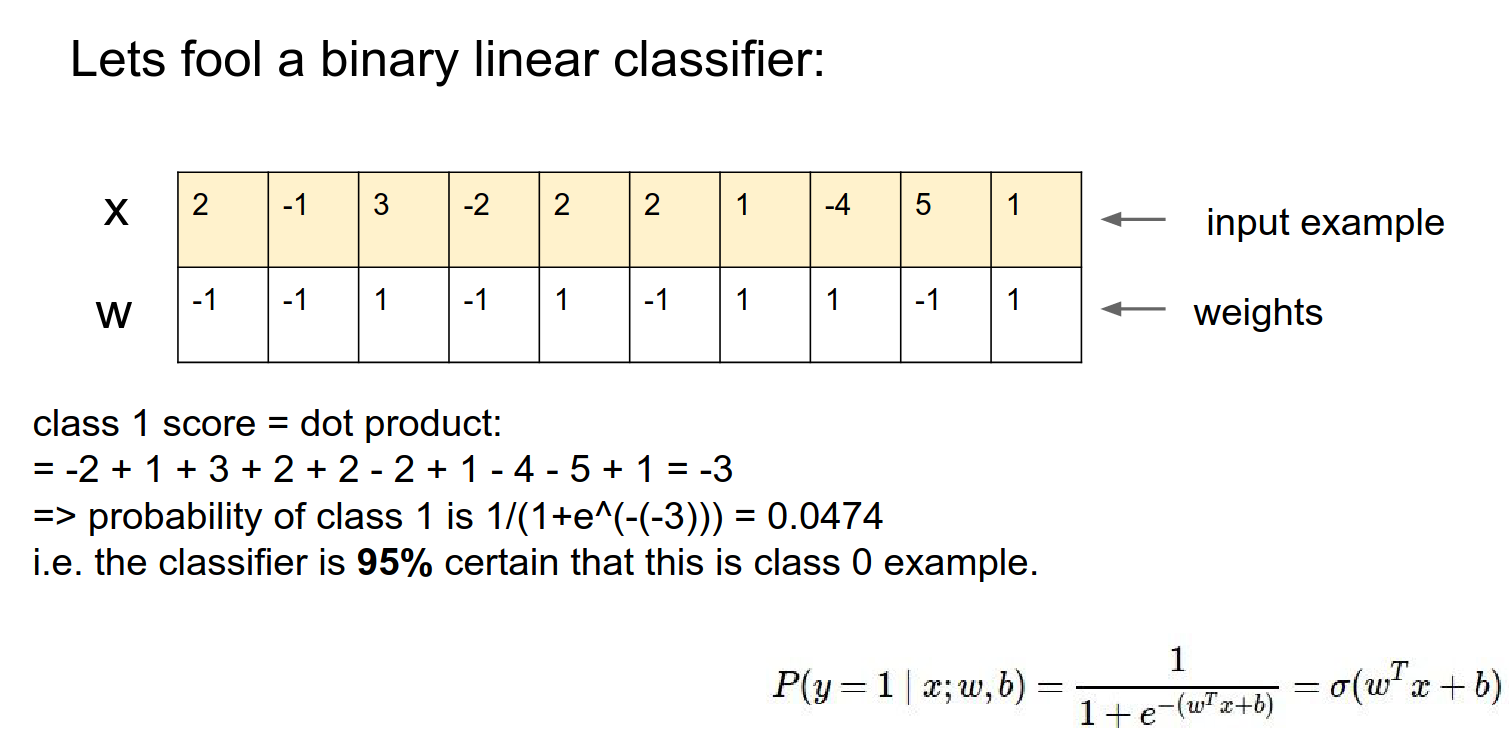 Lets fool a binary linear classifier:
x 2 -1 3 -2 2 2 1 -4 5 1 input example
w -1 -1 1 -1 1 -1 1 1 -1 1 weights
class 1 score = dot product:
= -2 + 1 + 3 + 2 + 2 - 2 + 1 - 4 - 5 + 1 = -3
=> probability of class 1 is 1/(1+e^(-(-3))) = 0.0474
i.e. the classifier is 95% certain that this is class 0 example.
P(y = 1 | x; w, b) = 1 / (1 + e^{-(w^T x+b)}) = σ(w^T x + b)